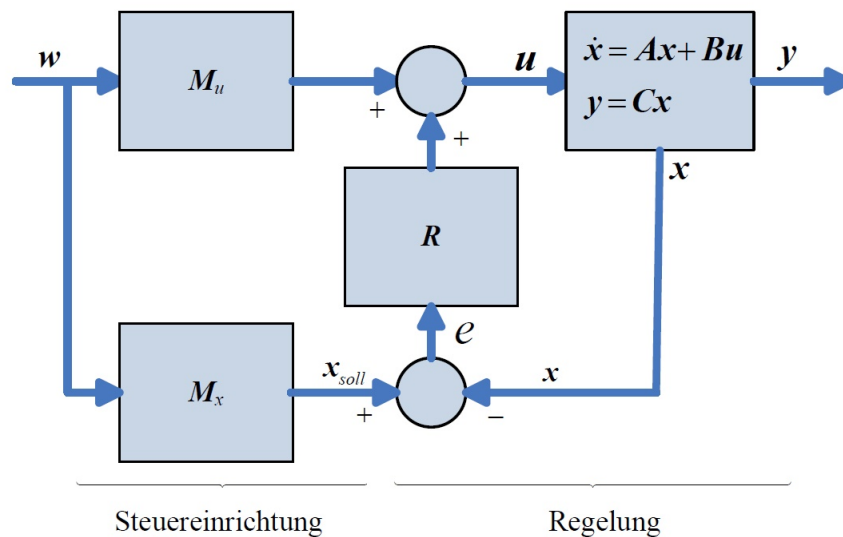 w
M_u
+
+
u
ẋ = Ax + Bu
y = Cx
y
x
R
e
M_x
x_soll
+
x
−
Steuereinrichtung
Regelung